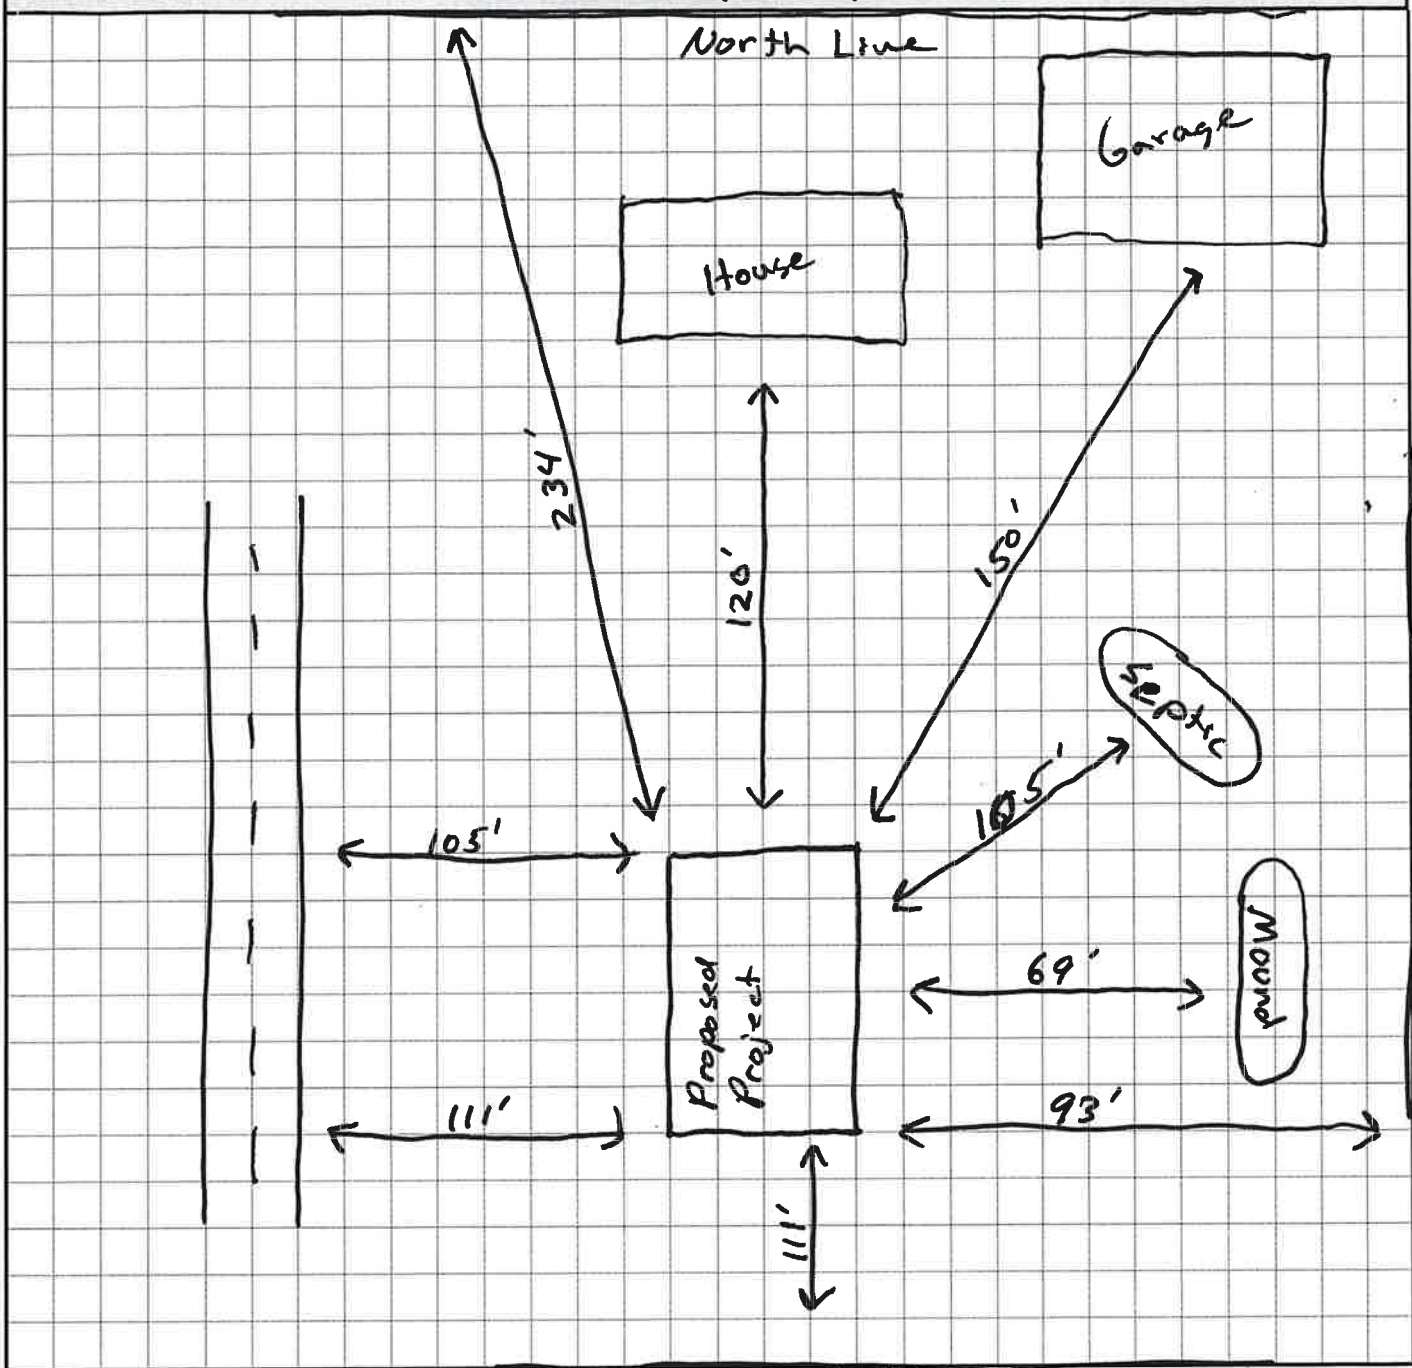 North Line
Garage
House
234'
120'
150'
Septic
105'
105'
Mound
69'
Proposed
Project
111'
93'
111'